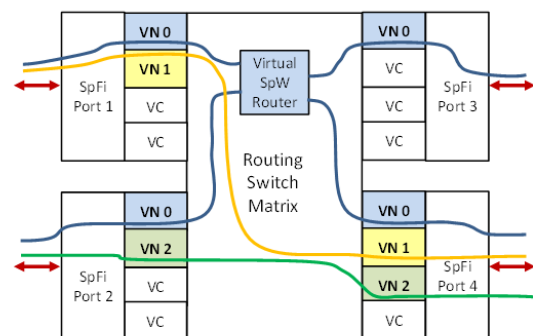 VN 0
VN 1
VC
VC
SpFi
Port 1
Virtual
SpW
Router
VN 0
VC
VC
VC
SpFi
Port 3
Routing
Switch
Matrix
VN 0
VN 2
VC
VC
SpFi
Port 2
VN 0
VN 1
VN 2
VC
SpFi
Port 4